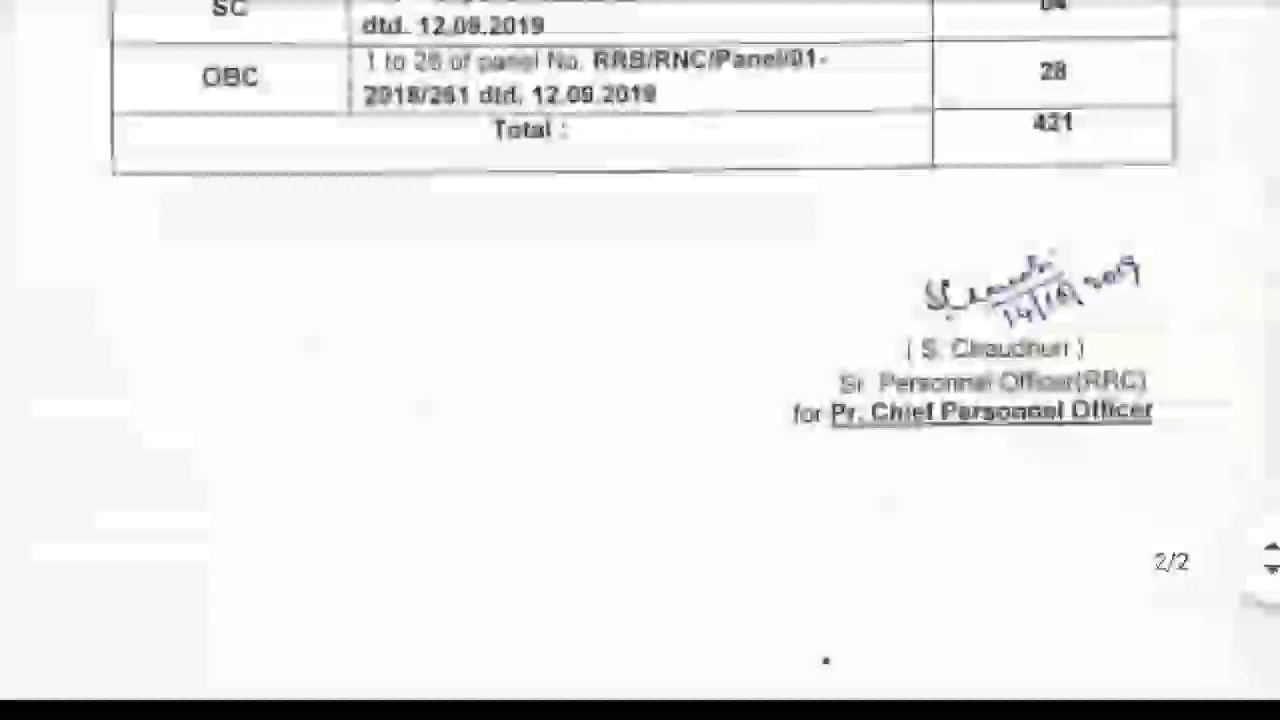 SC
dtd. 12.09.2019
04
OBC
1 to 28 of panel No. RRB/RNC/Panel/01-
2018/261 dtd. 12.09.2019
28
Total :
421
14/10/2019
( S. Chaudhuri )
Sr. Personnel Officer(RRC)
for Pr. Chief Personnel Officer
2/2